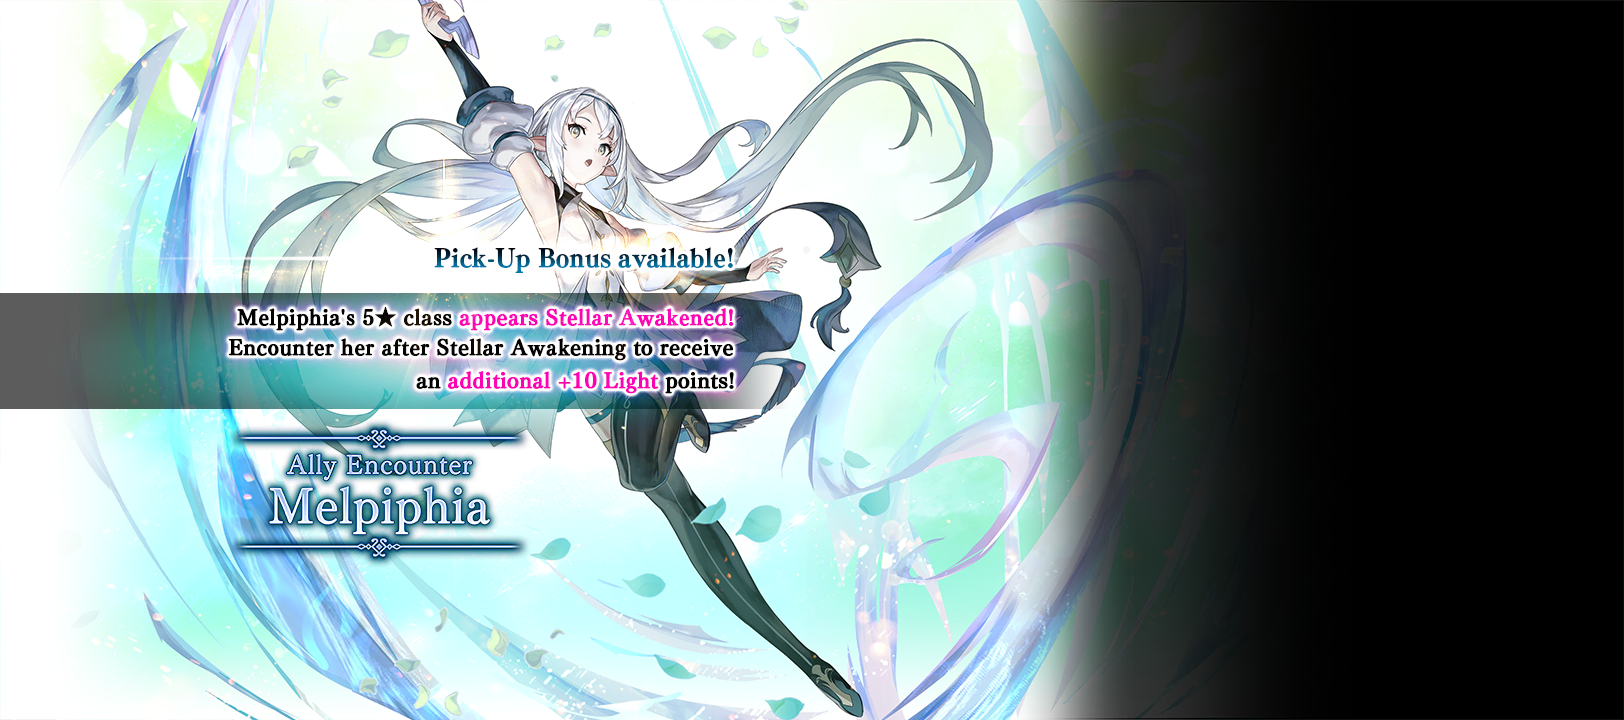 Pick-Up Bonus available!
Melpiphia's 5★ class appears Stellar Awakened!
Encounter her after Stellar Awakening to receive
an additional +10 Light points!
Ally Encounter
Melpiphia